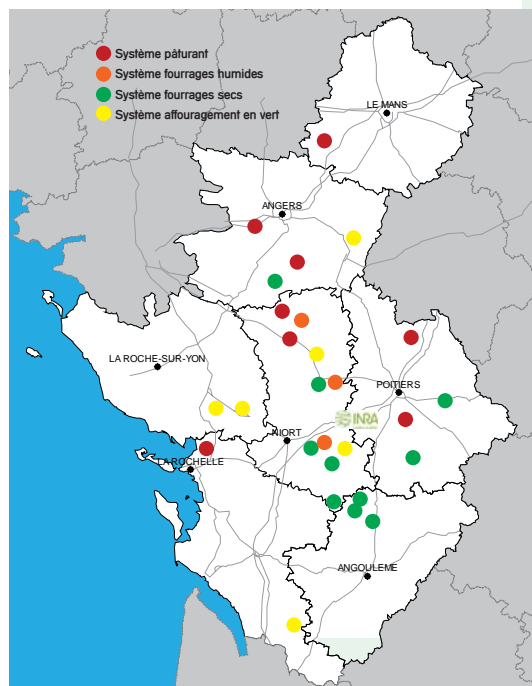 Système pâturant
Système fourrages humides
Système fourrages secs
Système affouragement en vert
LE MANS
ANGERS
LA ROCHE-SUR-YON
POITIERS
INRA
NIORT
LA ROCHELLE
ANGOULEME